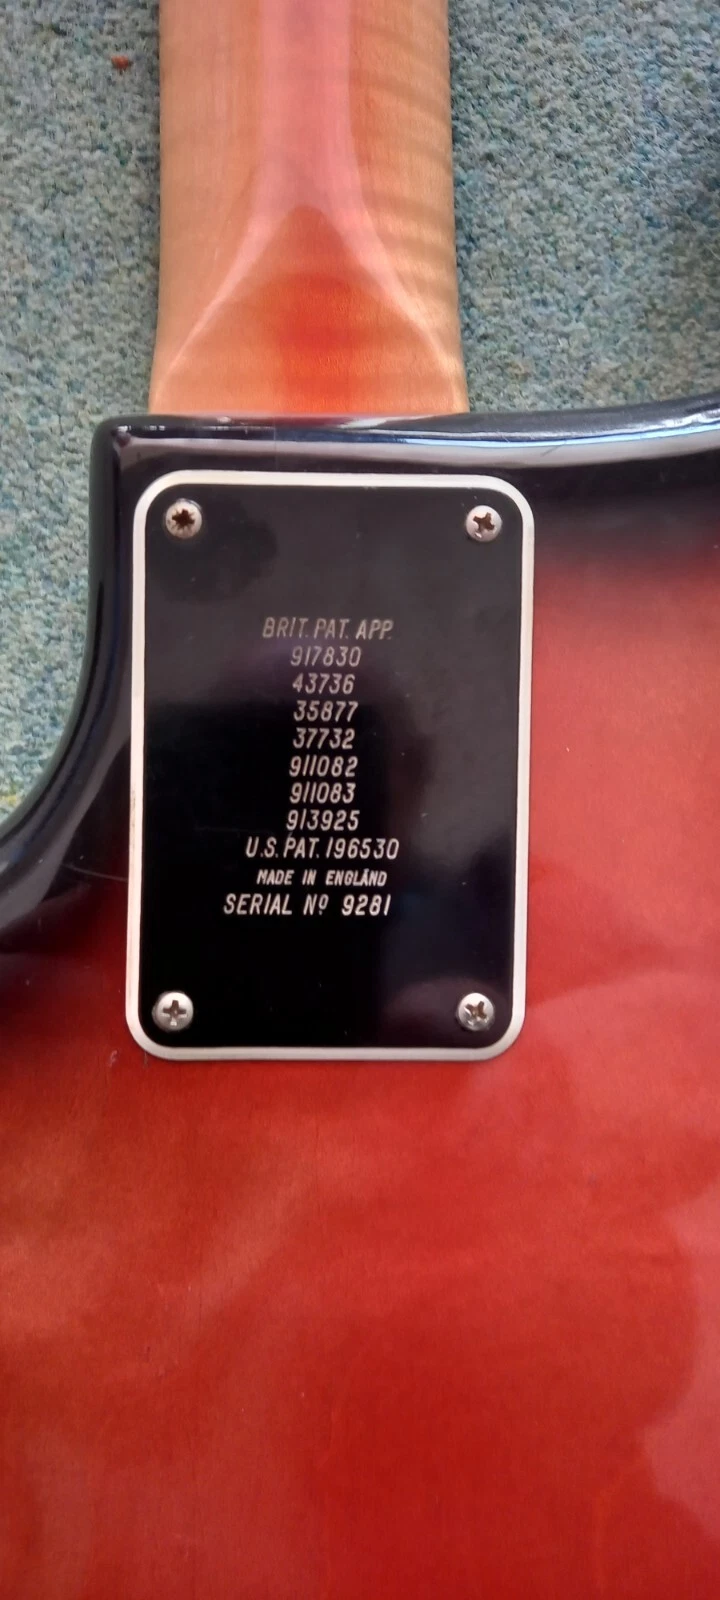 BRIT. PAT. APP.
917830
43736
35877
37732
911082
911083
913925
U.S. PAT. 196530
MADE IN ENGLAND
SERIAL Nº 9281